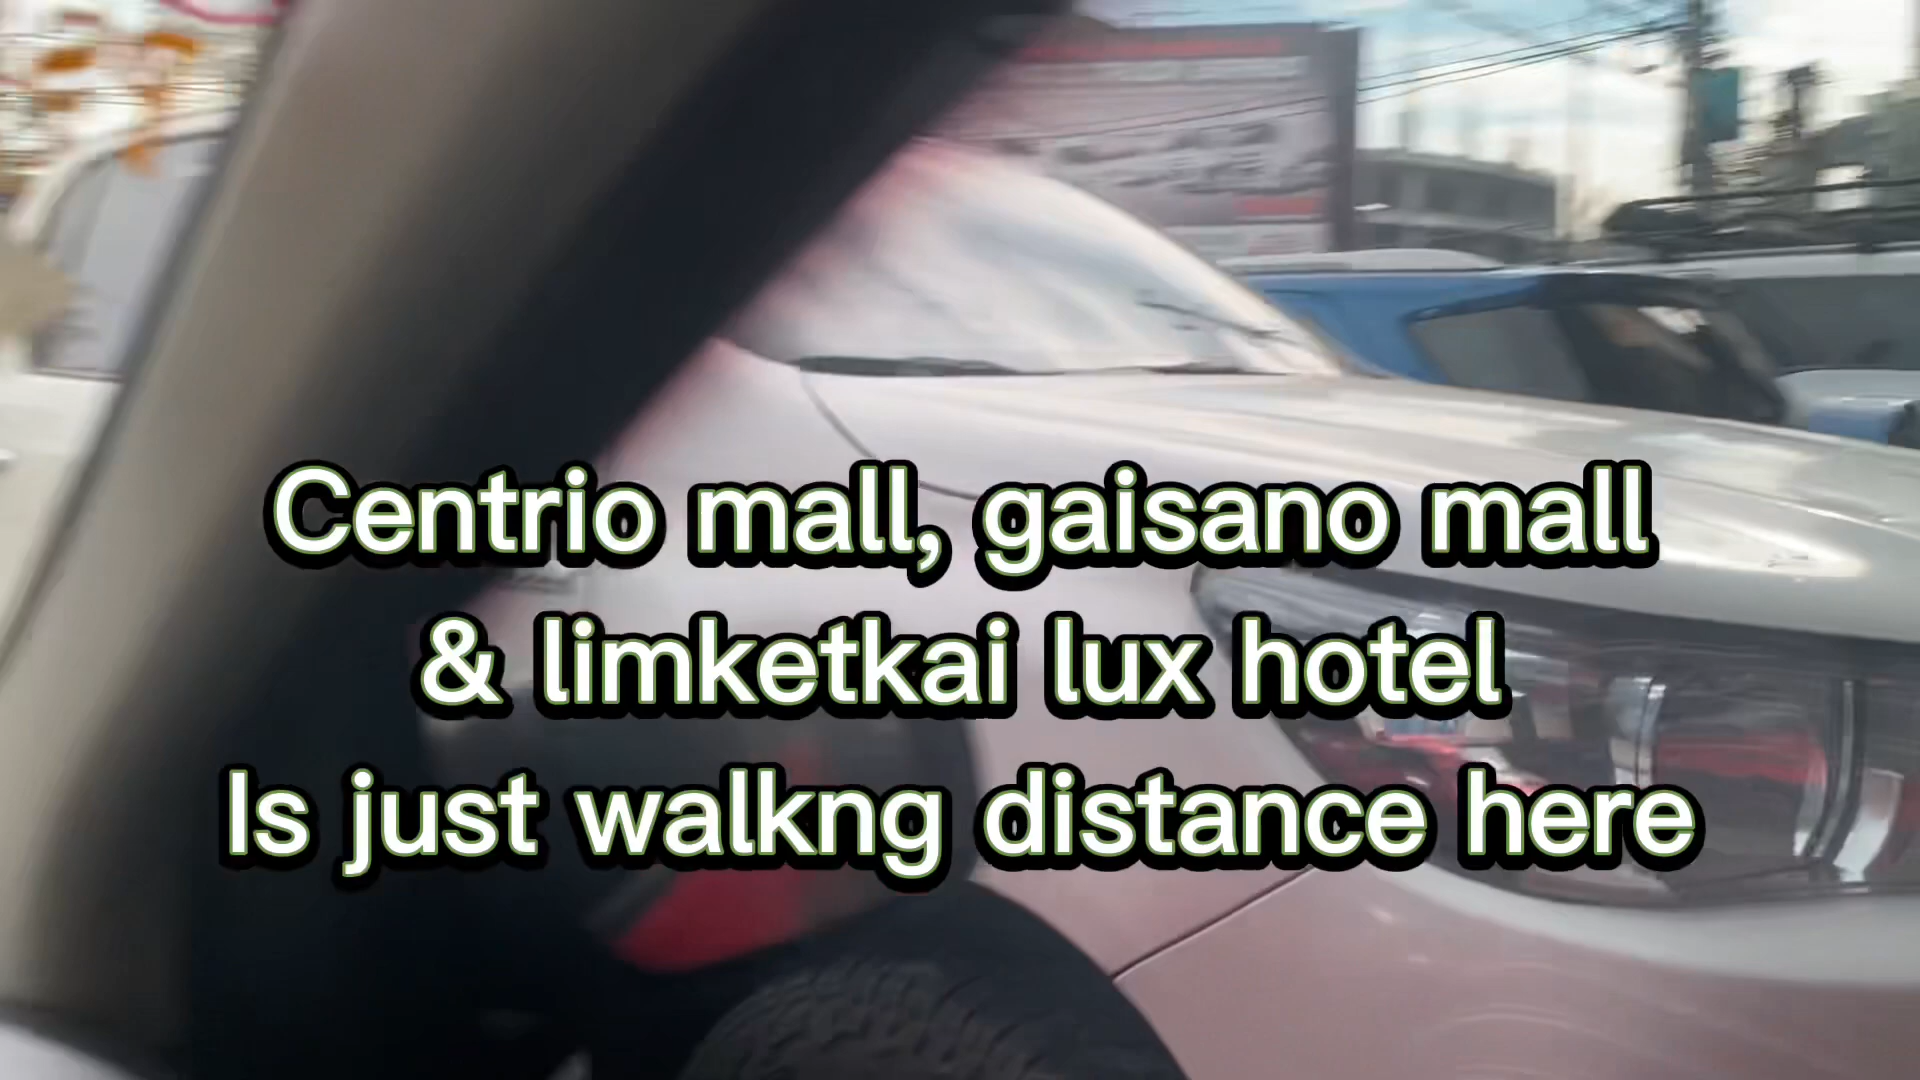 Centrio mall, gaisano mall
& limketkai lux hotel
Is just walkng distance here